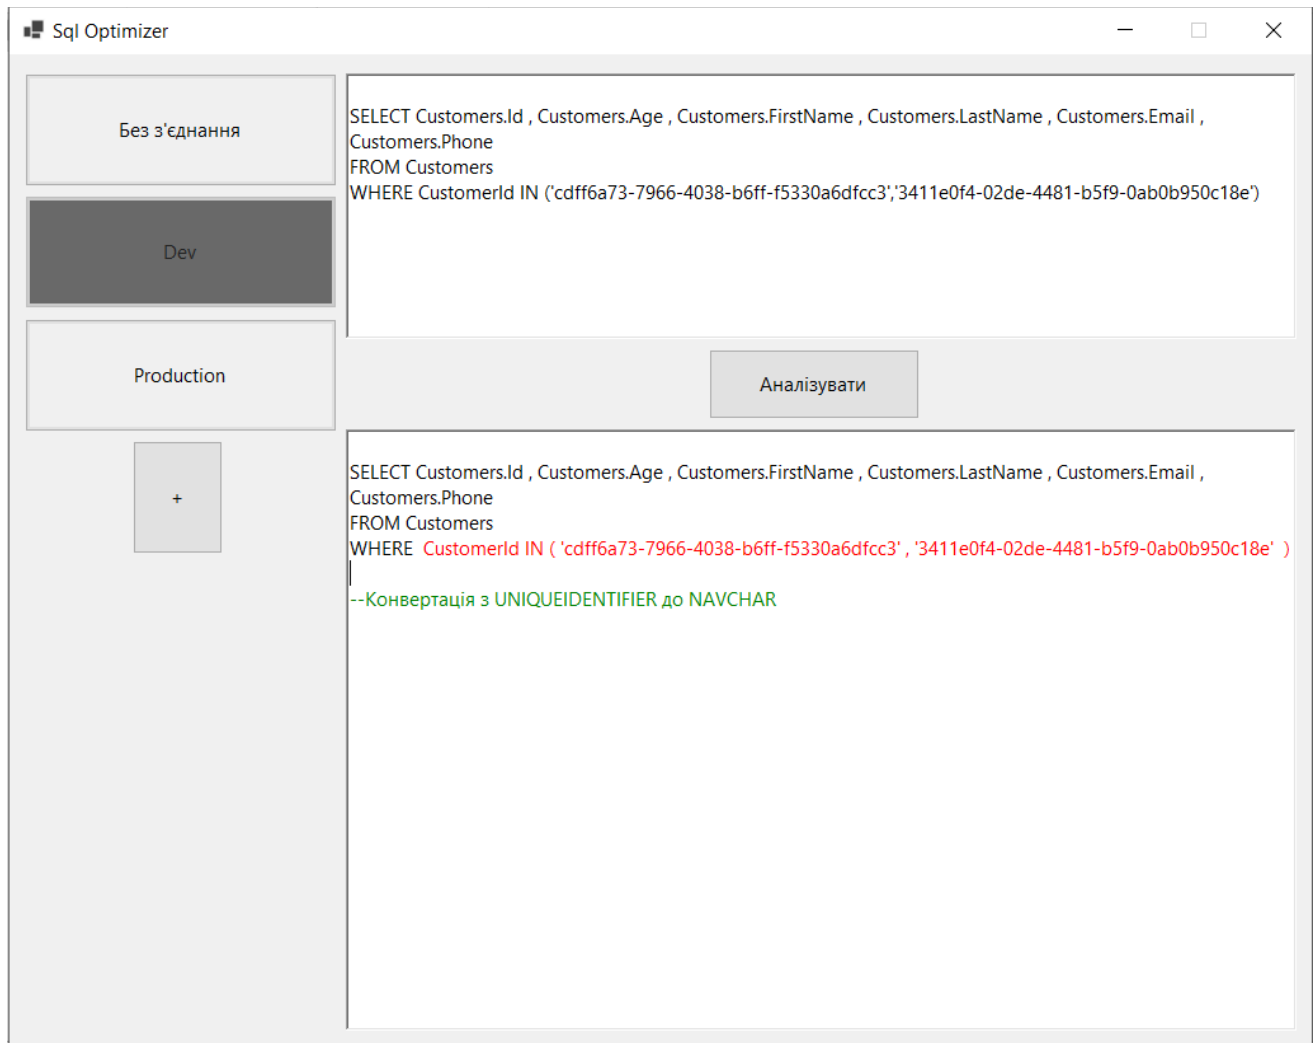 Sql Optimizer
Без з'єднання
Dev
Production
+
SELECT Customers.Id , Customers.Age , Customers.FirstName , Customers.LastName , Customers.Email ,
Customers.Phone
FROM Customers
WHERE CustomerId IN ('cdff6a73-7966-4038-b6ff-f5330a6dfcc3','3411e0f4-02de-4481-b5f9-0ab0b950c18e')
Аналізувати
SELECT Customers.Id , Customers.Age , Customers.FirstName , Customers.LastName , Customers.Email ,
Customers.Phone
FROM Customers
WHERE  CustomerId IN ( 'cdff6a73-7966-4038-b6ff-f5330a6dfcc3' , '3411e0f4-02de-4481-b5f9-0ab0b950c18e'  )
--Конвертація з UNIQUEIDENTIFIER до NAVCHAR